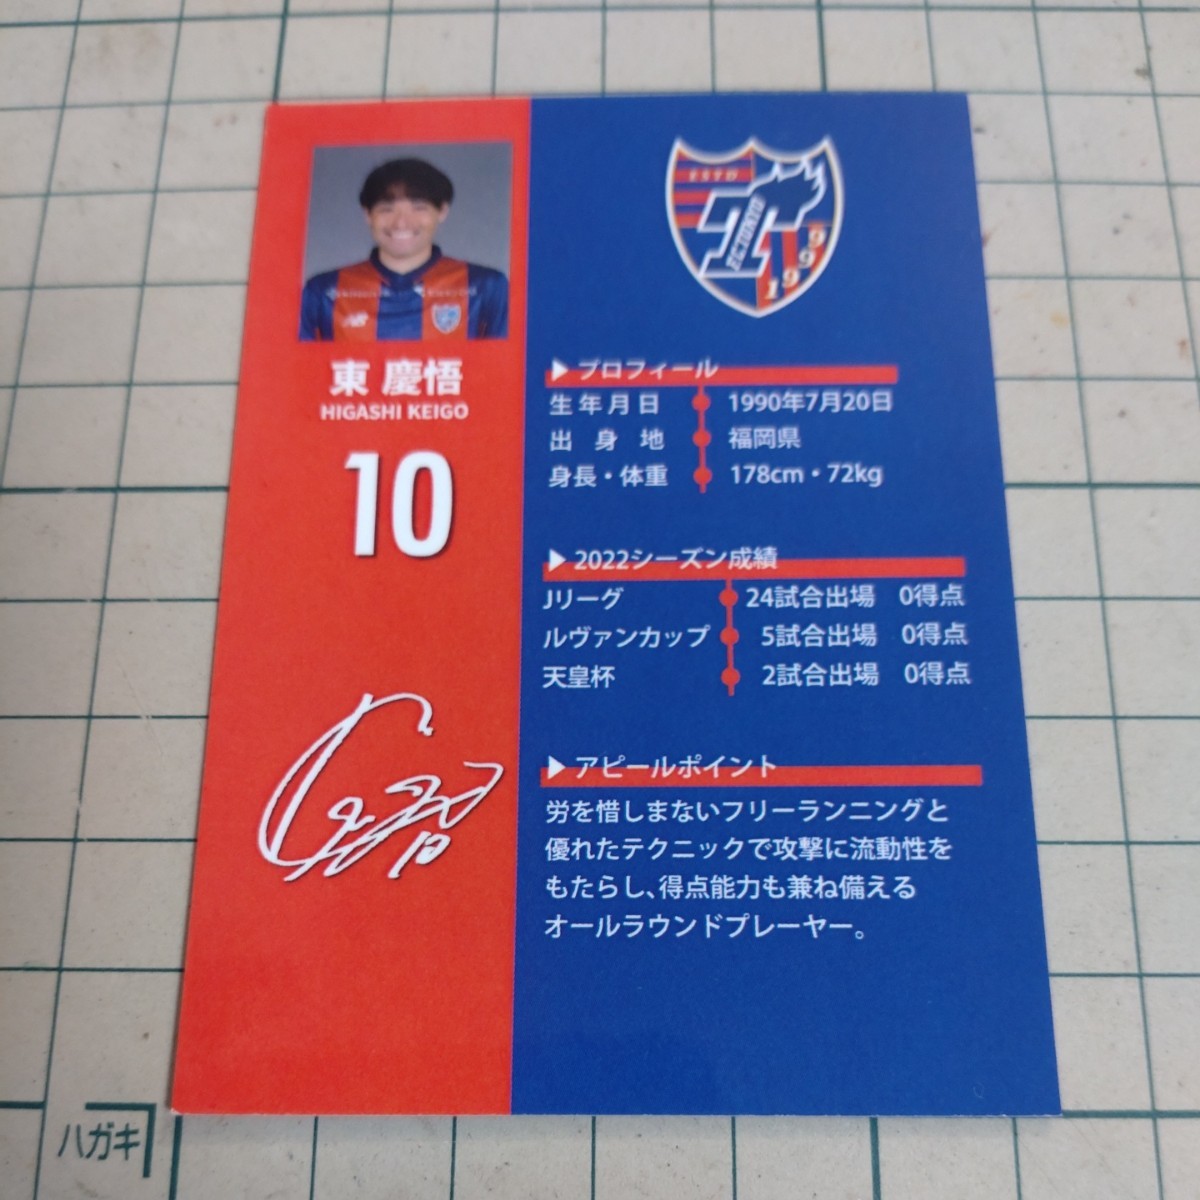 東 慶悟
HIGASHI KEIGO
10
10
ESTD
FC TOKYO
1999
▶プロフィール
生年月日 1990年7月20日
出身地 福岡県
身長・体重 178cm・72kg
▶2022シーズン成績
Jリーグ 24試合出場 0得点
ルヴァンカップ 5試合出場 0得点
天皇杯 2試合出場 0得点
▶アピールポイント
労を惜しまないフリーランニングと
優れたテクニックで攻撃に流動性を
もたらし、得点能力も兼ね備える
オールラウンドプレーヤー。
ハガキ